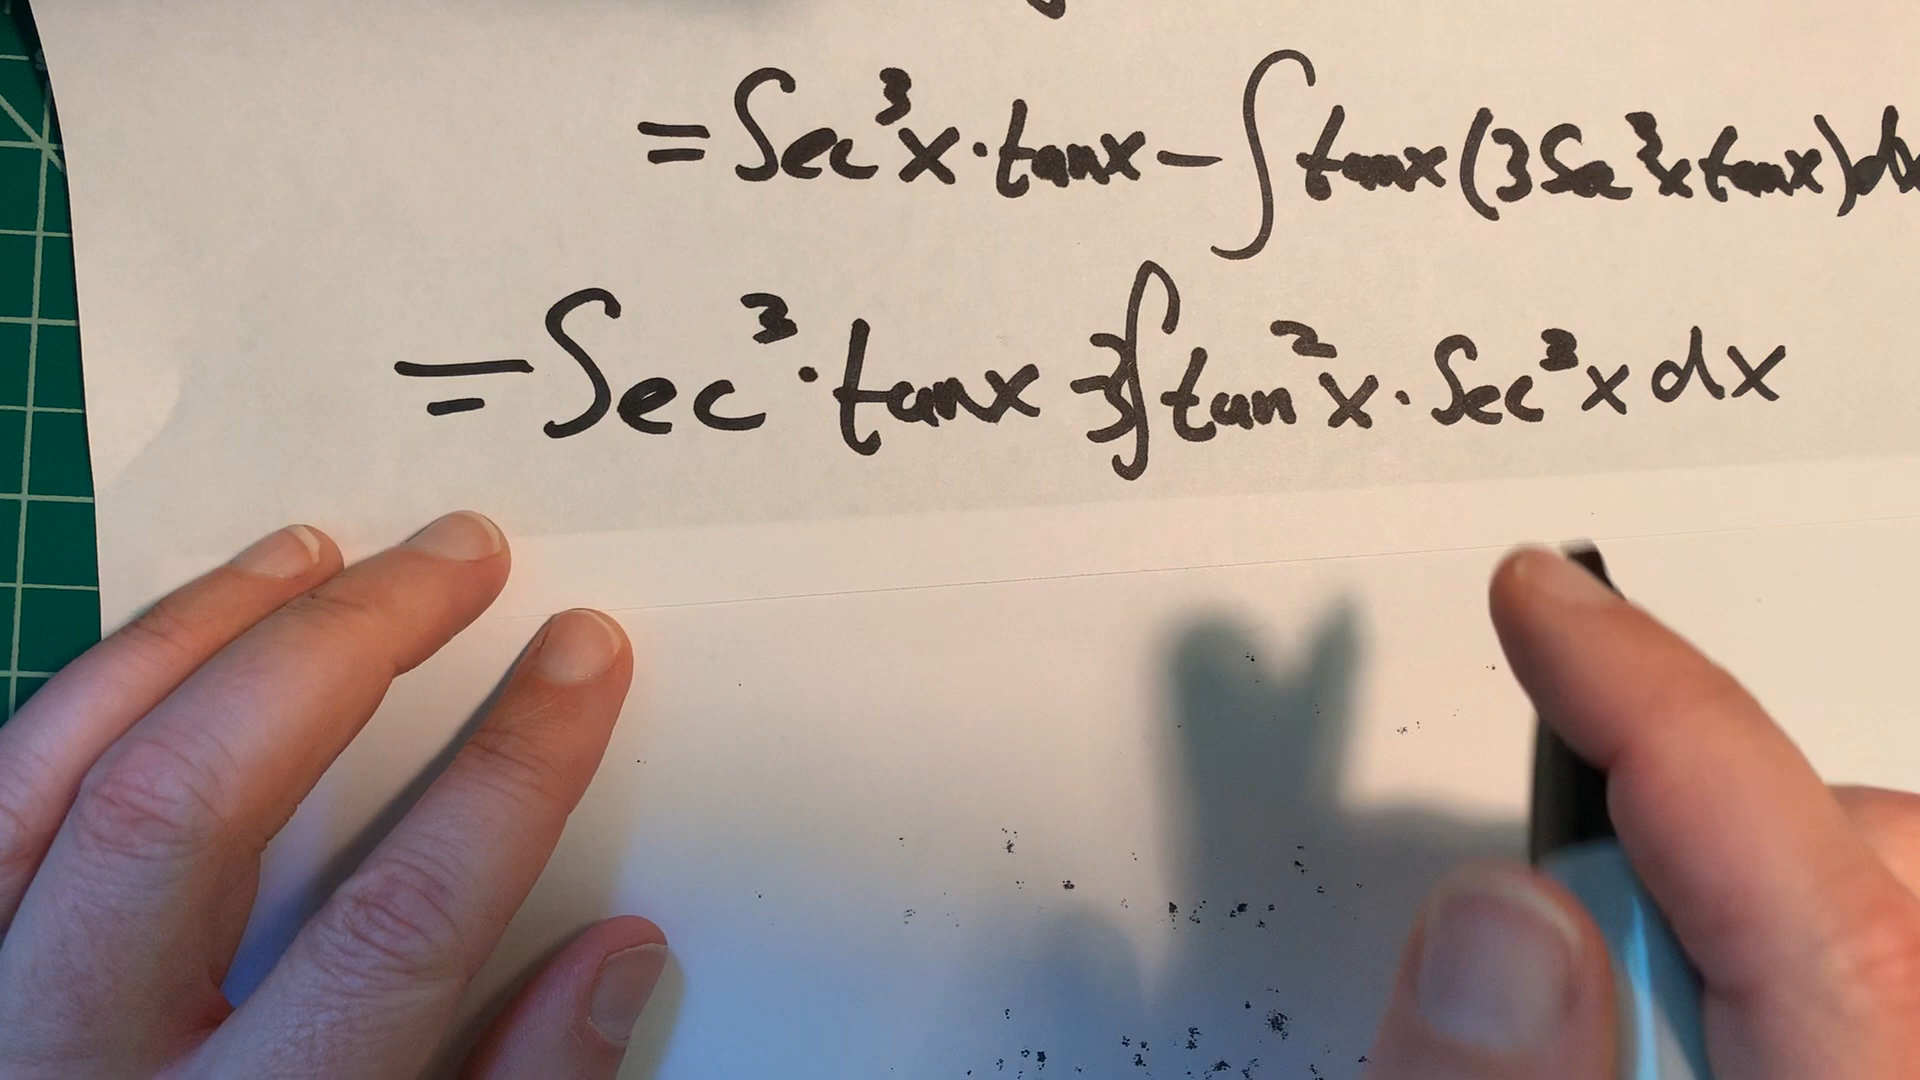 = Sec³x · tanx - ∫ tanx (3 Sec³x tanx) dx
= Sec³ · tanx - 3∫ tan²x · Sec³x dx